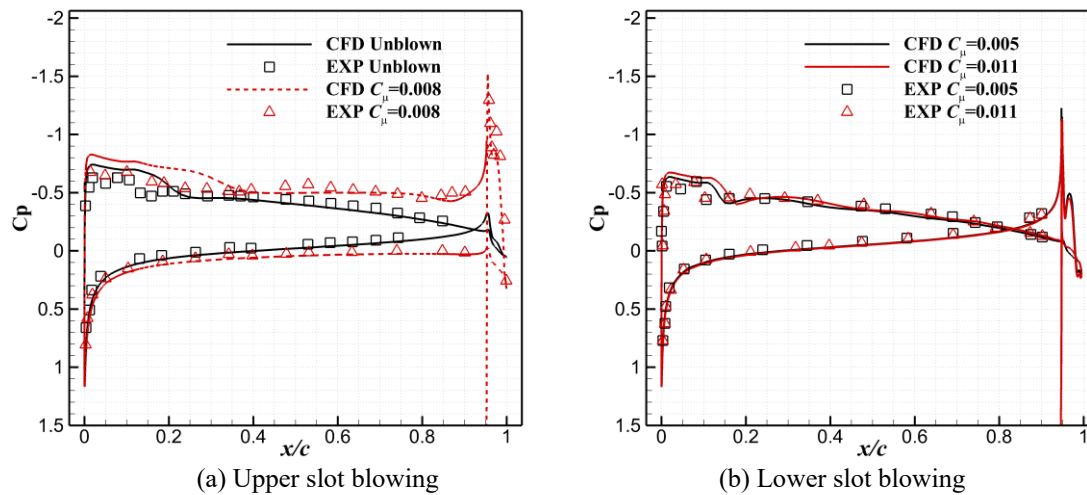 -2
-1.5
-1
-0.5
0
0.5
1
1.5
Cp
CFD Unblown
EXP Unblown
CFD Cμ=0.008
EXP Cμ=0.008
0 0.2 0.4 0.6 0.8 1
x/c
(a) Upper slot blowing
-2
-1.5
-1
-0.5
0
0.5
1
1.5
Cp
CFD Cμ=0.005
CFD Cμ=0.011
EXP Cμ=0.005
EXP Cμ=0.011
0 0.2 0.4 0.6 0.8 1
x/c
(b) Lower slot blowing